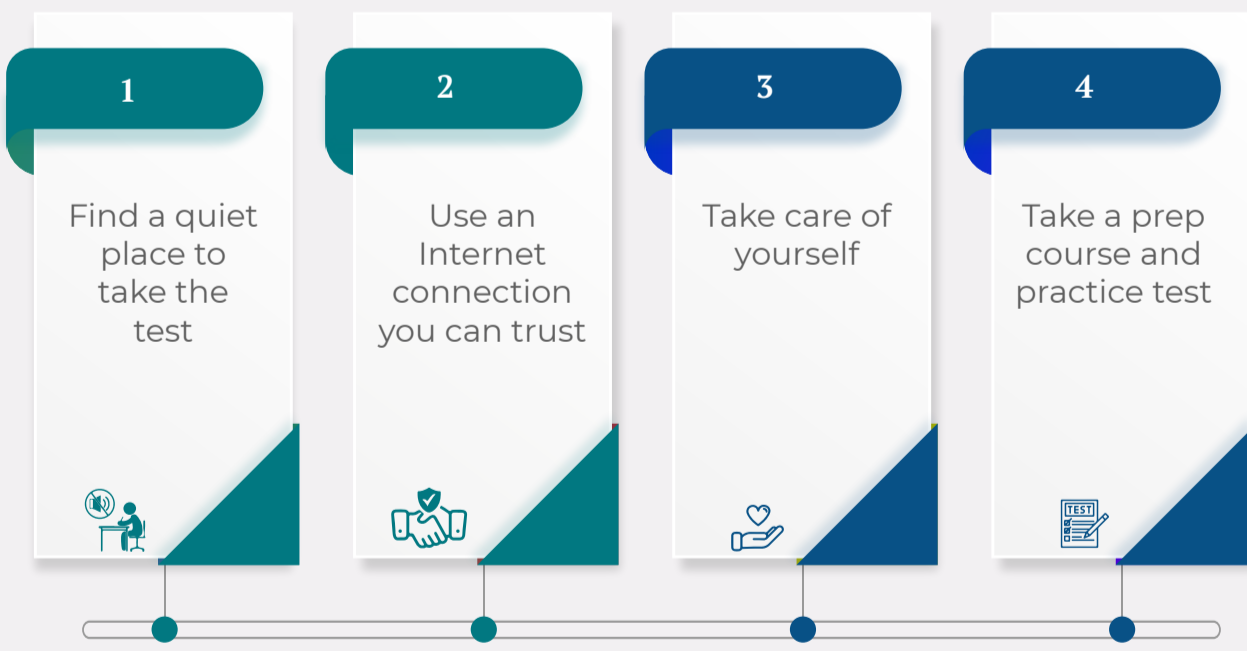 1
Find a quiet
place to
take the
test
2
Use an
Internet
connection
you can trust
3
Take care of
yourself
4
Take a prep
course and
practice test
TEST